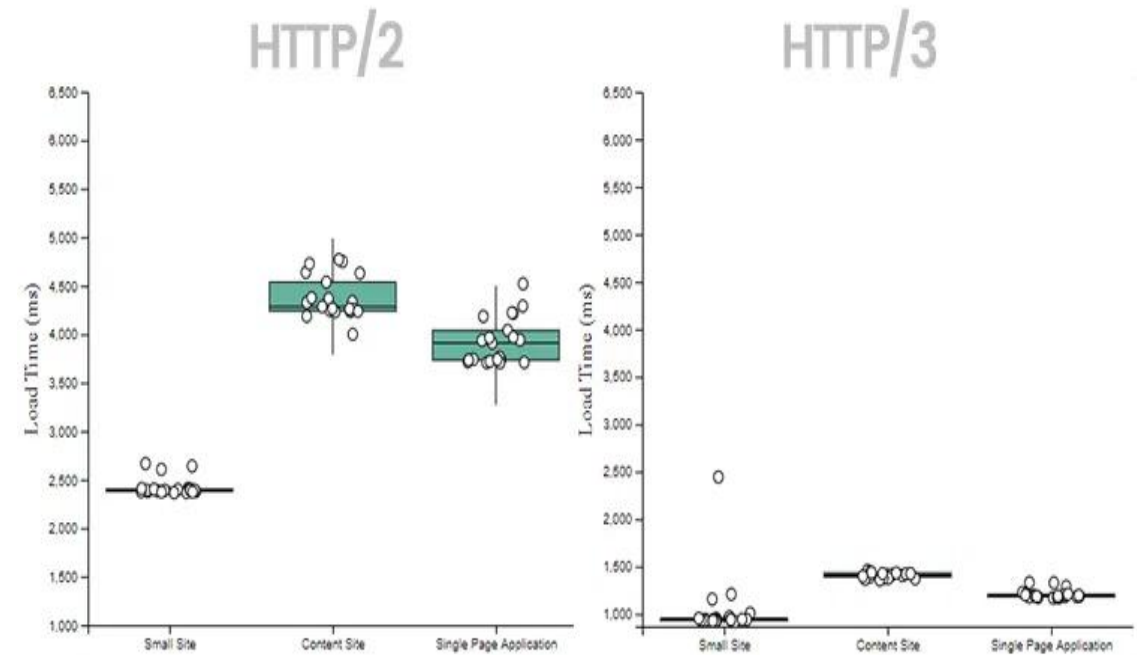 HTTP/2
6,500
6,000
5,500
5,000
4,500
4,000
3,500
3,000
2,500
2,000
1,500
1,000
Load Time (ms)
Small Site
Content Site
Single Page Application
HTTP/3
6,500
6,000
5,500
5,000
4,500
4,000
3,500
3,000
2,500
2,000
1,500
1,000
Load Time (ms)
Small Site
Content Site
Single Page Application